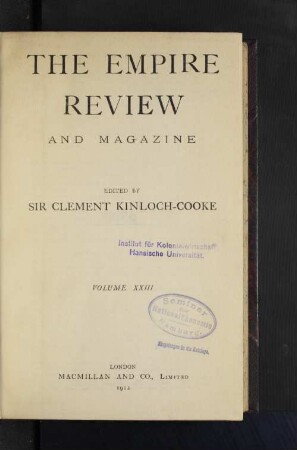 THE EMPIRE
REVIEW
AND MAGAZINE
EDITED BY
SIR CLEMENT KINLOCH-COOKE
Institut für
Hansische Universität.
VOLUME XXIII
Seminar
LONDON
MACMILLAN AND CO., LIMITED
1912